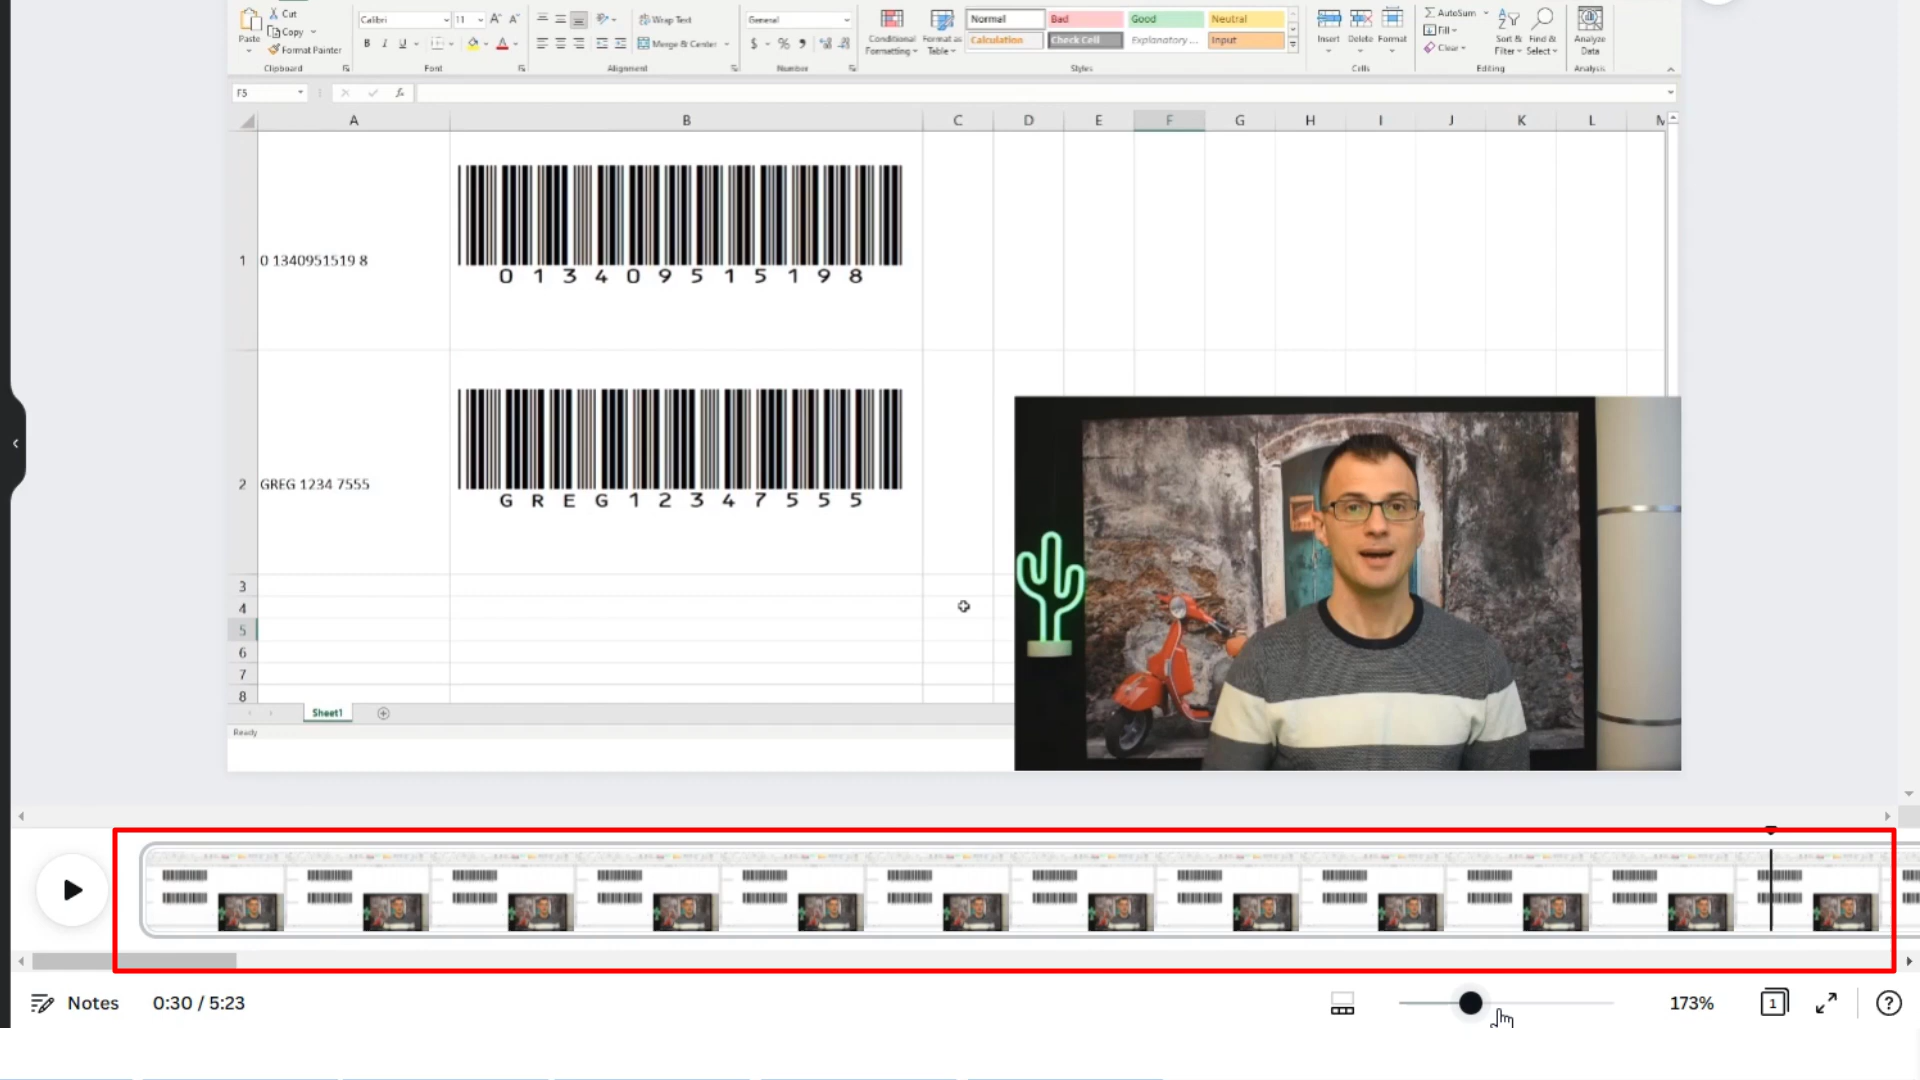 Cut
Copy
Paste
Format Painter
Clipboard
Calibri 11
B I U
Font
Wrap Text
Merge & Center
Alignment
General
$ % ,
Number
Conditional
Formatting
Format as
Table
Normal Bad Good Neutral
Calculation Check Cell Explanatory ... Input
Styles
Insert Delete Format
Cells
AutoSum
Fill
Clear
Sort &
Filter
Find &
Select
Editing
Analyze
Data
Analysis
F5 fx
A B C D E F G H I J K L
1 0 1340951519 8
0 1 3 4 0 9 5 1 5 1 9 8
2 GREG 1234 7555
G R E G 1 2 3 4 7 5 5 5
3
4
5
6
7
8
Sheet1
Ready
Notes 0:30 / 5:23 173% 1 ?